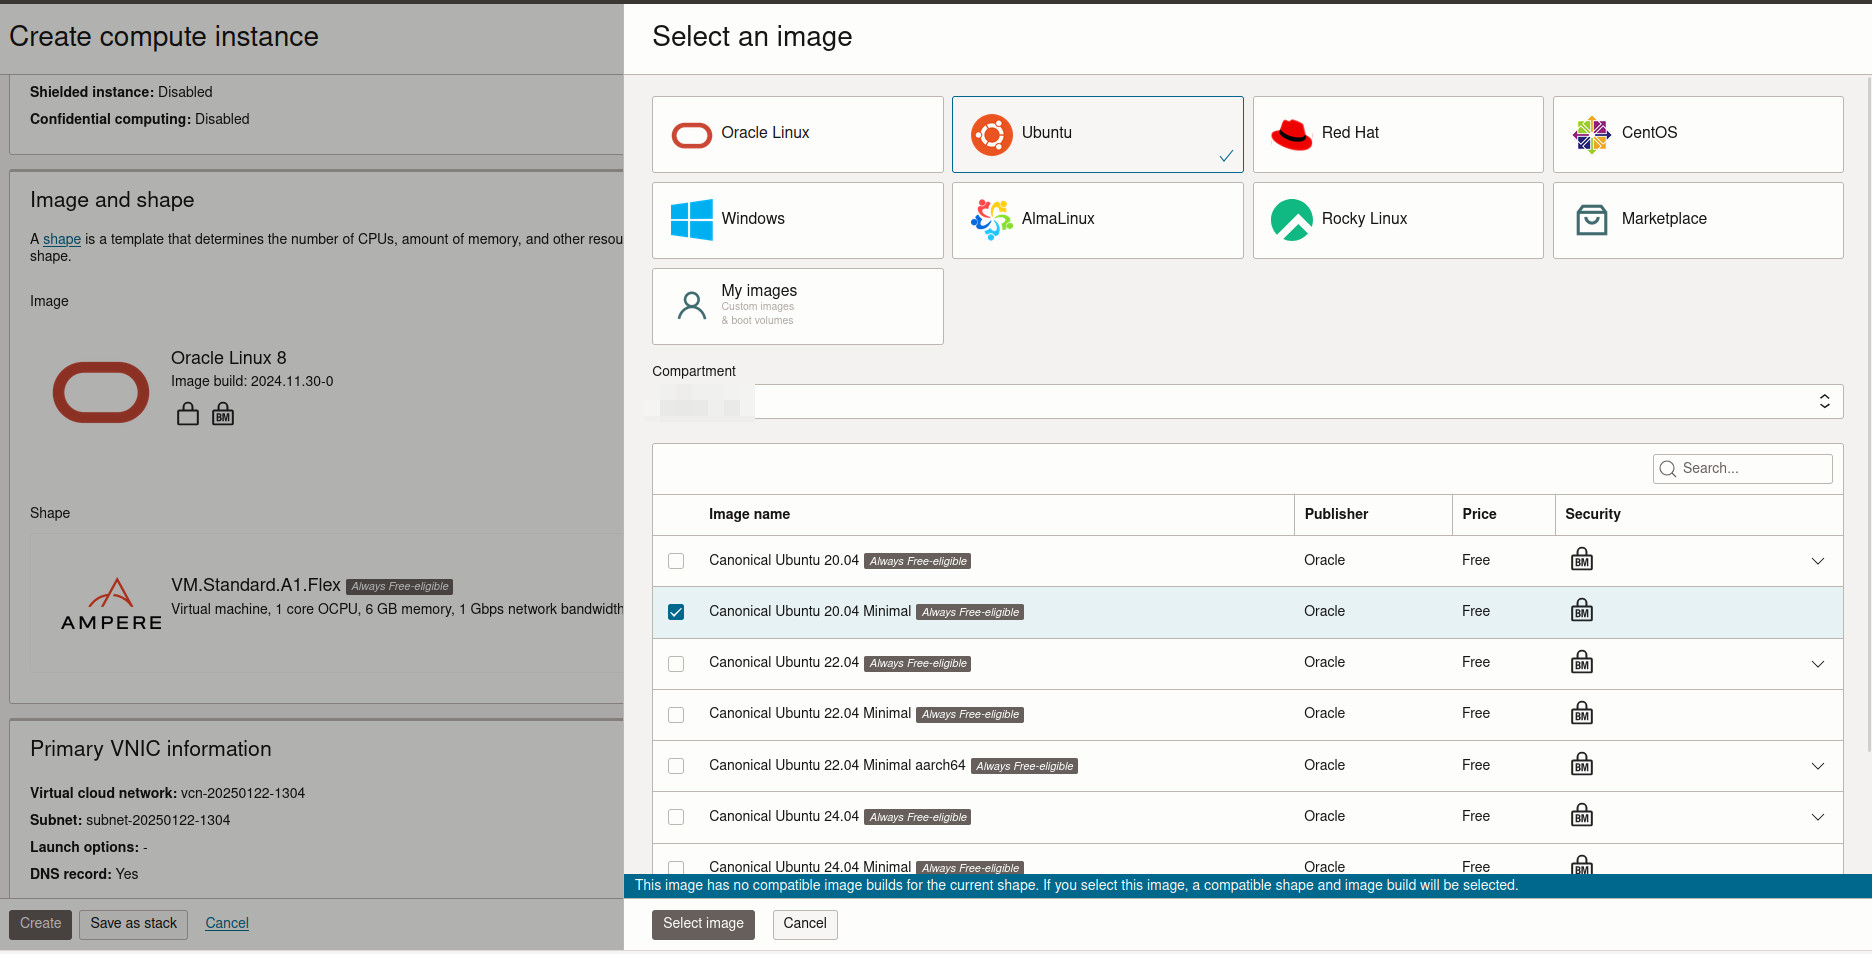 Create compute instance
Shielded instance: Disabled
Confidential computing: Disabled
Image and shape
A shape is a template that determines the number of CPUs, amount of memory, and other resou
shape.
Image
Oracle Linux 8
Image build: 2024.11.30-0
BM
Shape
AMPERE
VM.Standard.A1.Flex Always Free-eligible
Virtual machine, 1 core OCPU, 6 GB memory, 1 Gbps network bandwidth
Primary VNIC information
Virtual cloud network: vcn-20250122-1304
Subnet: subnet-20250122-1304
Launch options: -
DNS record: Yes
Create Save as stack Cancel
Select an image
Oracle Linux
Ubuntu
Red Hat
CentOS
Windows
AlmaLinux
Rocky Linux
Marketplace
My images
Custom images
& boot volumes
Compartment
Search...
Image name Publisher Price Security
Canonical Ubuntu 20.04 Always Free-eligible Oracle Free BM
Canonical Ubuntu 20.04 Minimal Always Free-eligible Oracle Free BM
Canonical Ubuntu 22.04 Always Free-eligible Oracle Free BM
Canonical Ubuntu 22.04 Minimal Always Free-eligible Oracle Free BM
Canonical Ubuntu 22.04 Minimal aarch64 Always Free-eligible Oracle Free BM
Canonical Ubuntu 24.04 Always Free-eligible Oracle Free BM
Canonical Ubuntu 24.04 Minimal Always Free-eligible Oracle Free BM
This image has no compatible image builds for the current shape. If you select this image, a compatible shape and image build will be selected.
Select image Cancel